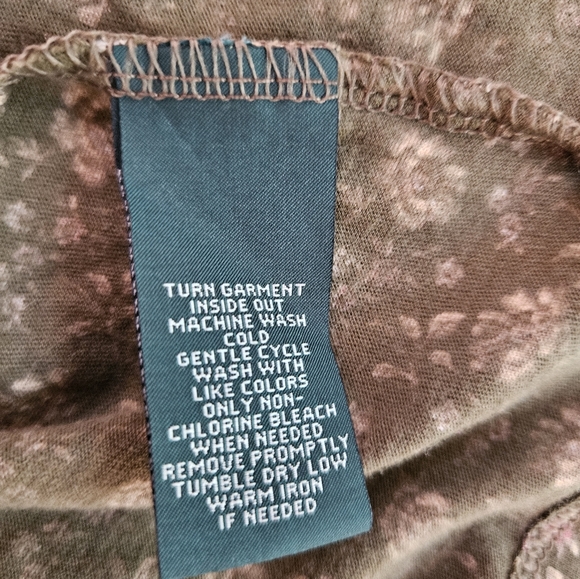 TURN GARMENT
INSIDE OUT
MACHINE WASH
COLD
GENTLE CYCLE
WASH WITH
LIKE COLORS
ONLY NON-
CHLORINE BLEACH
WHEN NEEDED
REMOVE PROMPTLY
TUMBLE DRY LOW
WARM IRON
IF NEEDED